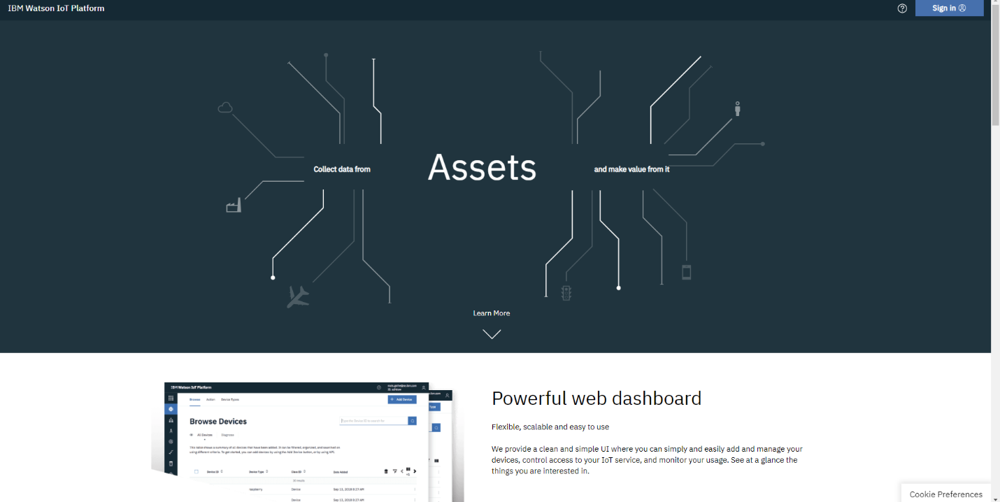 IBM Watson IoT Platform
Sign in
Collect data from
Assets
and make value from it
Learn More
IBM Watson IoT Platform
Browse
Action
Device Types
+ Add Device
Type
Browse Devices
Type the Device ID to search for
All Devices
Diagnose
This table shows a summary of all devices that have been added. It can be filtered, organized, and searched on
using different criteria. To get started, you can add devices by using the Add Device button, or by using API.
Device ID
Device Type
Class ID
Date Added
raspberry
Device
Sep 13, 2018 9:27 AM
Device
Sep 13, 2018 9:27 AM
Powerful web dashboard
Flexible, scalable and easy to use
We provide a clean and simple UI where you can simply and easily add and manage your
devices, control access to your IoT service, and monitor your usage. See at a glance the
things you are interested in.
Cookie Preferences